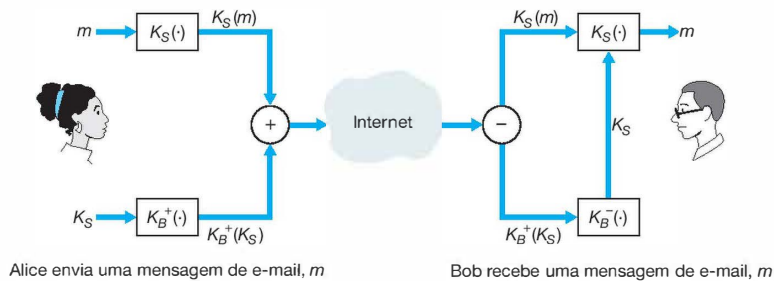 K_S(m)
m
K_S(·)
+
K_S
K_B^+(·)
K_B^+(K_S)
Internet
K_S(m)
K_S(·)
m
–
K_S
K_B^–(·)
K_B^+(K_S)
Alice envia uma mensagem de e-mail, m
Bob recebe uma mensagem de e-mail, m